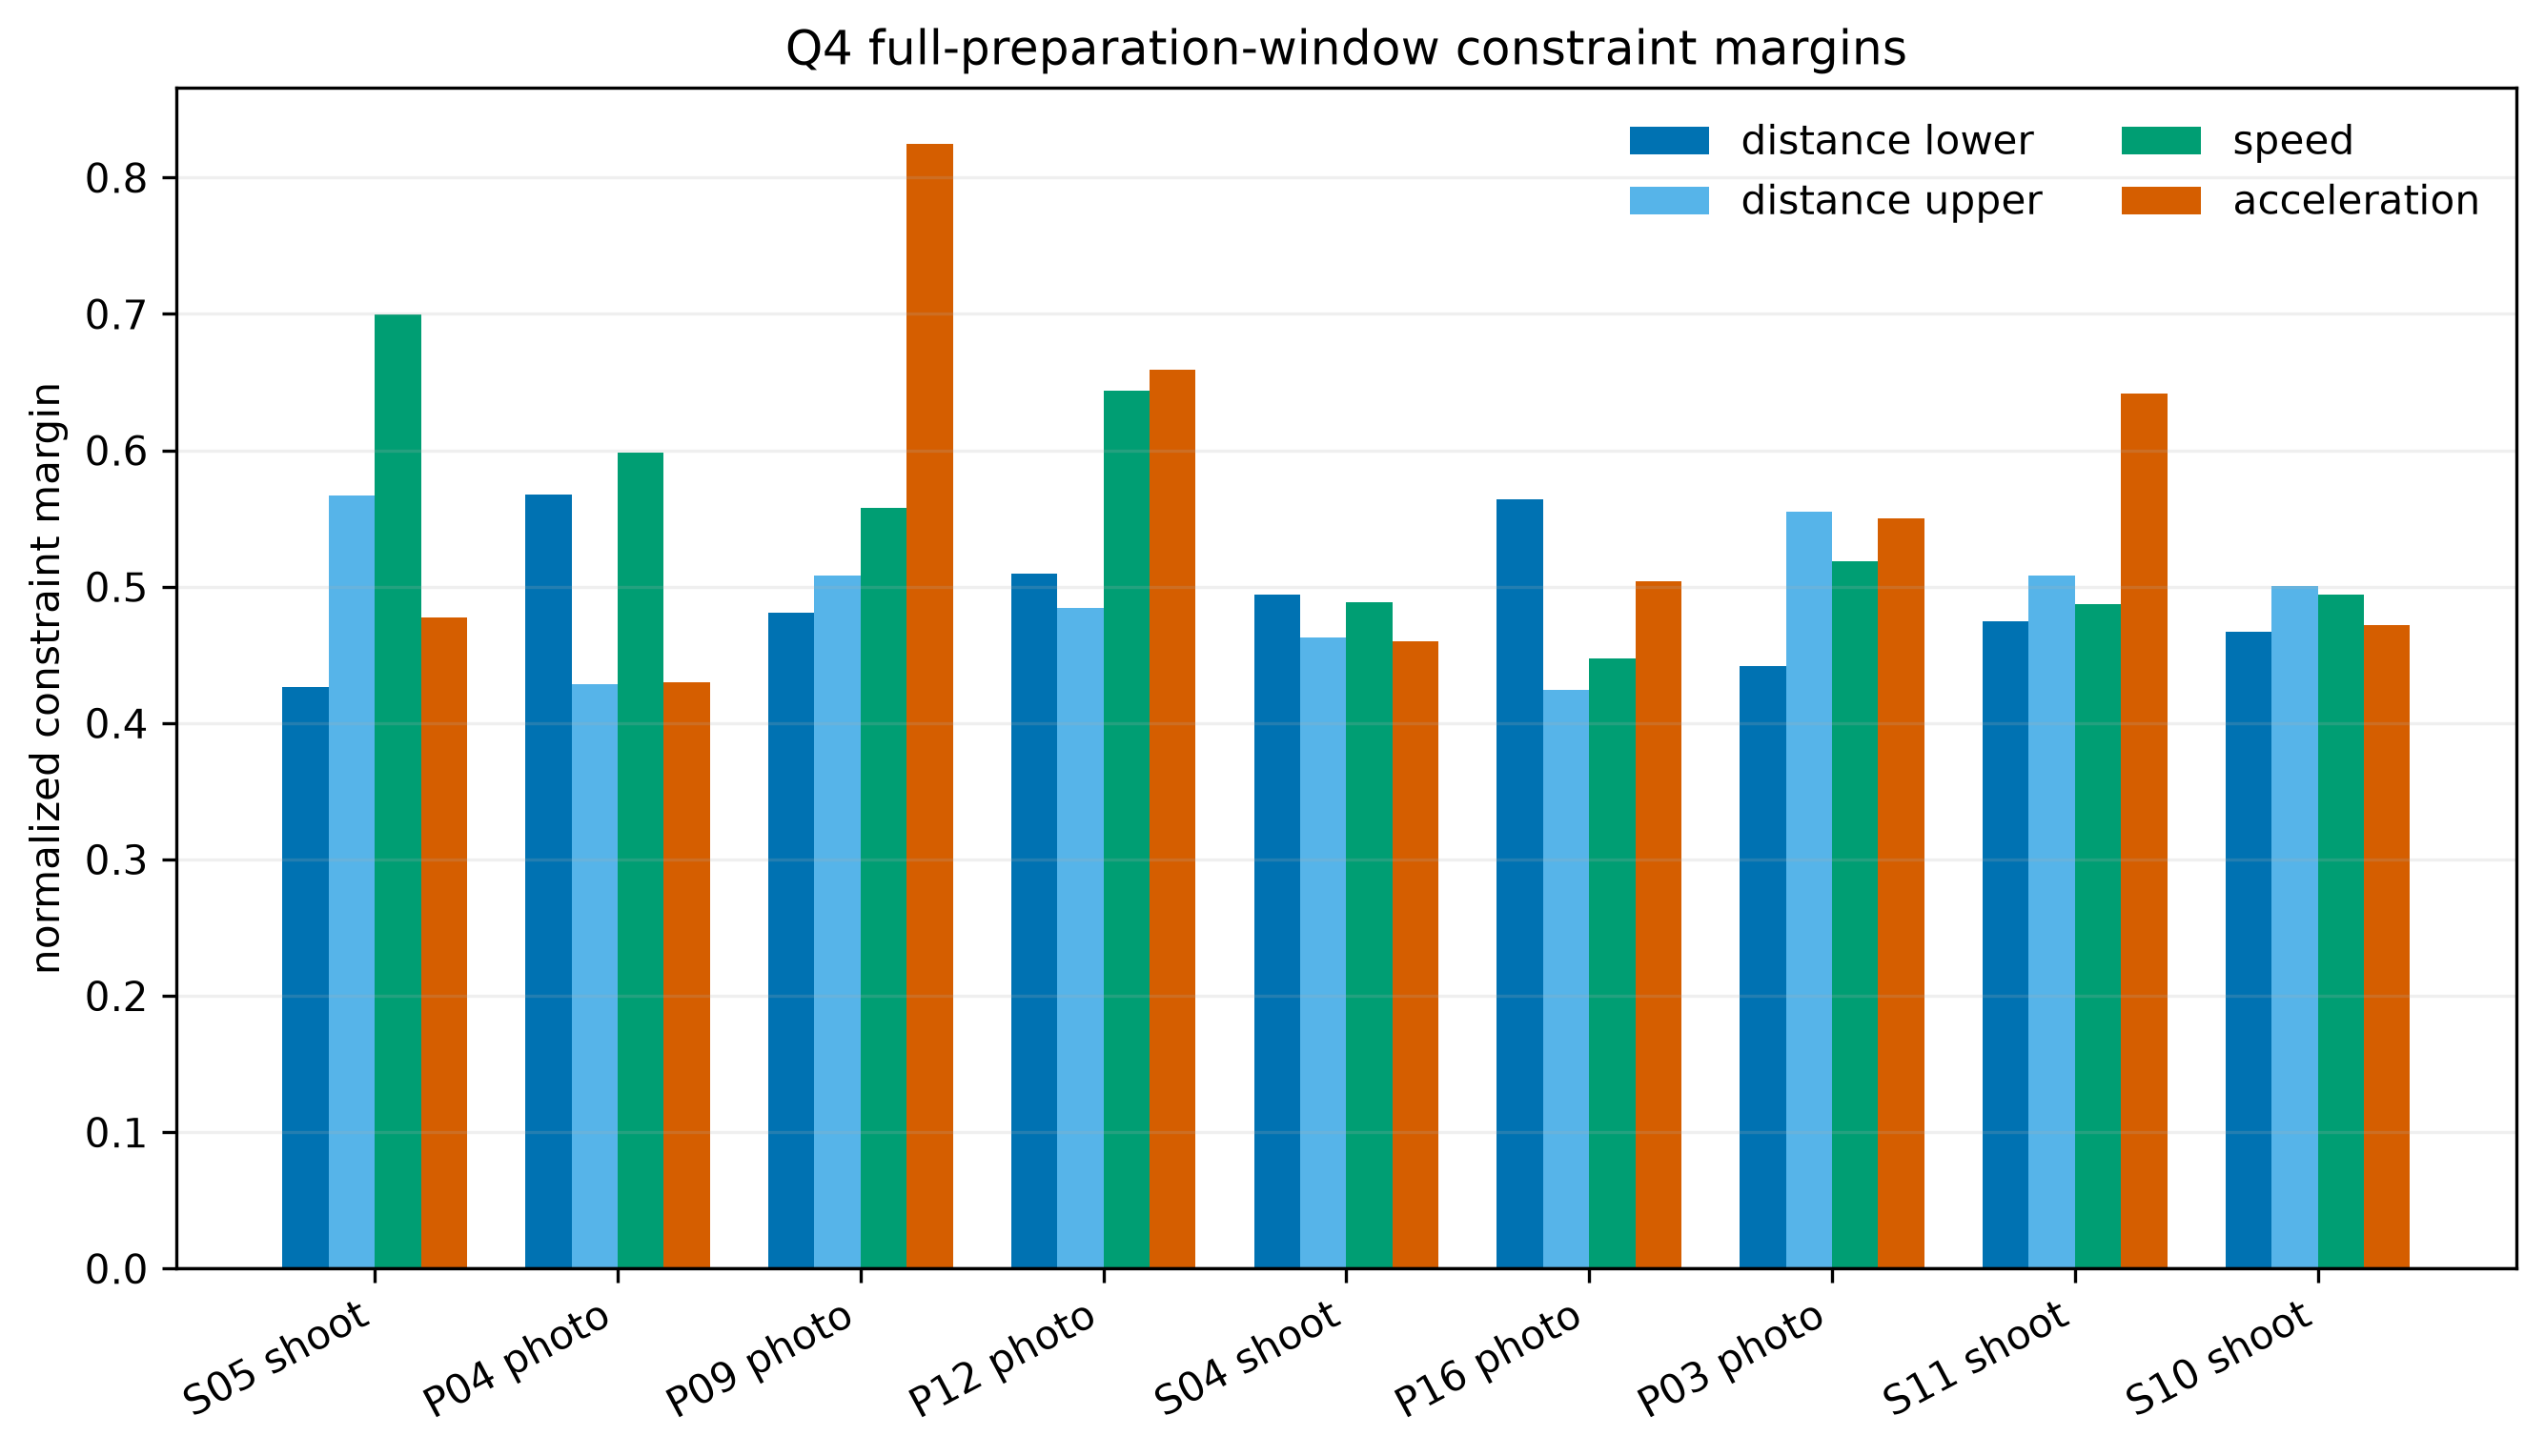 Q4 full-preparation-window constraint margins
distance lower
distance upper
speed
acceleration
normalized constraint margin
0.8
0.7
0.6
0.5
0.4
0.3
0.2
0.1
0.0
S05 shoot
P04 photo
P09 photo
P12 photo
S04 shoot
P16 photo
P03 photo
S11 shoot
S10 shoot